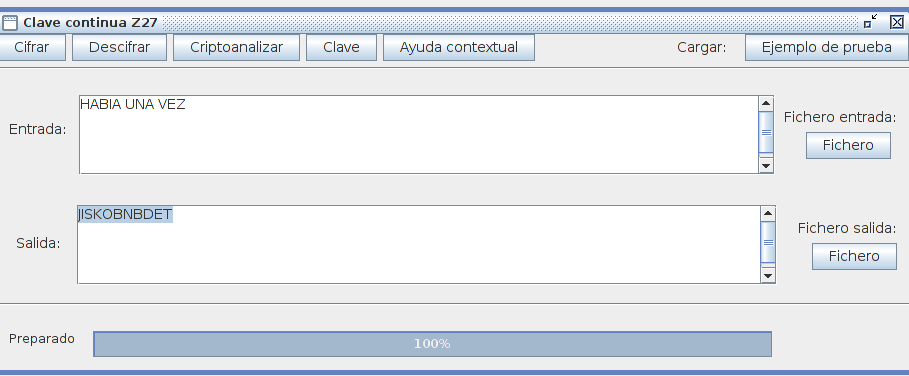 Clave continua Z27
Cifrar Descifrar Criptoanalizar Clave Ayuda contextual Cargar: Ejemplo de prueba
HABIA UNA VEZ
Entrada:
Fichero entrada:
Fichero
JISKOBNBDET
Salida:
Fichero salida:
Fichero
Preparado
100%